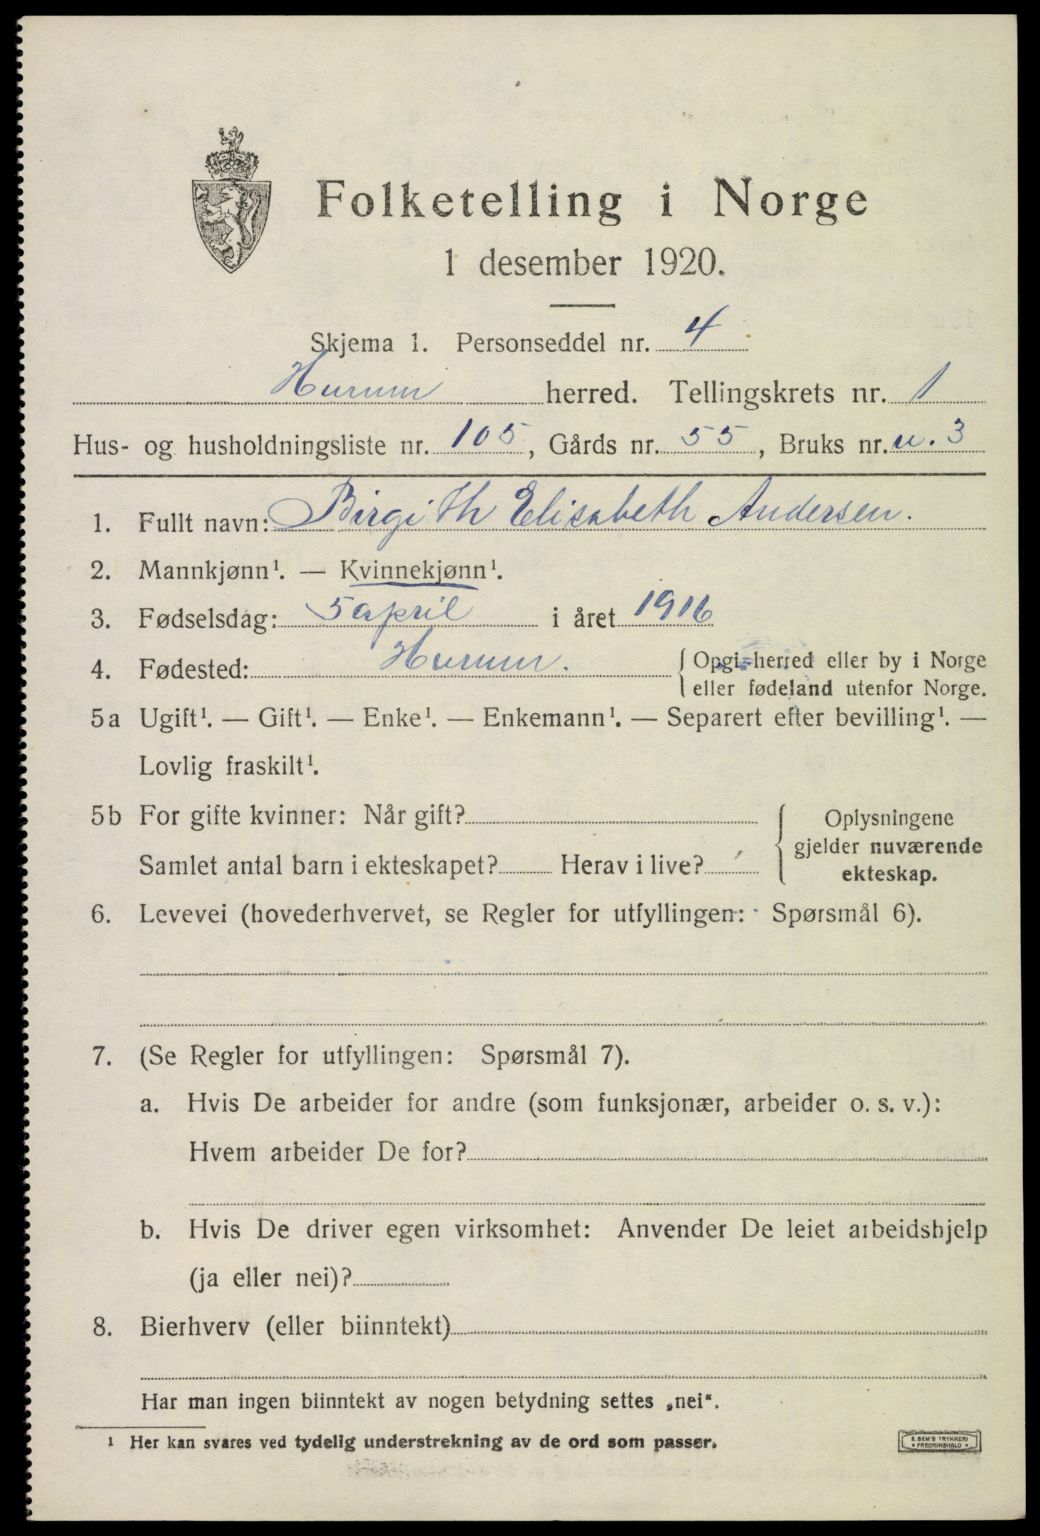 Folketelling i Norge
1 desember 1920.
Skjema 1. Personseddel nr. 4
Hurum herred. Tellingskrets nr. 1
Hus- og husholdningsliste nr. 105, Gårds nr. 55, Bruks nr. u. 3
1. Fullt navn: Birgith Elisabeth Andersen.
2. Mannkjønn¹. — Kvinnekjønn¹.
3. Fødselsdag: 5 april i året 1916
4. Fødested: Hurum. Opgi herred eller by i Norge
eller fødeland utenfor Norge.
5a Ugift¹. — Gift¹. — Enke¹. — Enkemann¹. — Separert efter bevilling¹. —
Lovlig fraskilt¹.
5b For gifte kvinner: Når gift?
Samlet antal barn i ekteskapet? Herav i live?
Oplysningene
gjelder nuværende
ekteskap.
6. Levevei (hovederhvervet, se Regler for utfyllingen: Spørsmål 6).
7. (Se Regler for utfyllingen: Spørsmål 7).
a. Hvis De arbeider for andre (som funksjonær, arbeider o. s. v.):
Hvem arbeider De for?
b. Hvis De driver egen virksomhet: Anvender De leiet arbeidshjelp
(ja eller nei)?
8. Bierhverv (eller biinntekt)
Har man ingen biinntekt av nogen betydning settes „nei“.
¹ Her kan svares ved tydelig understrekning av de ord som passer.
E. SEM'S TRYKKERI
FREDRIKSHALD